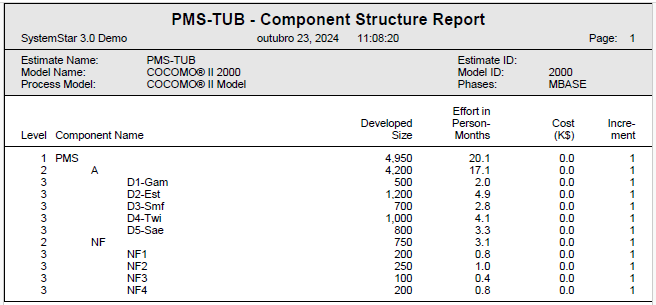 PMS-TUB - Component Structure Report
SystemStar 3.0 Demo outubro 23, 2024 11:08:20 Page: 1
Estimate Name: PMS-TUB Estimate ID:
Model Name: COCOMO® II 2000 Model ID: 2000
Process Model: COCOMO® II Model Phases: MBASE
Effort in
Developed Person- Cost Incre-
Level Component Name Size Months (K$) ment
1 PMS 4,950 20.1 0.0 1
2 A 4,200 17.1 0.0 1
3 D1-Gam 500 2.0 0.0 1
3 D2-Est 1,200 4.9 0.0 1
3 D3-Smf 700 2.8 0.0 1
3 D4-Twi 1,000 4.1 0.0 1
3 D5-Sae 800 3.3 0.0 1
2 NF 750 3.1 0.0 1
3 NF1 200 0.8 0.0 1
3 NF2 250 1.0 0.0 1
3 NF3 100 0.4 0.0 1
3 NF4 200 0.8 0.0 1